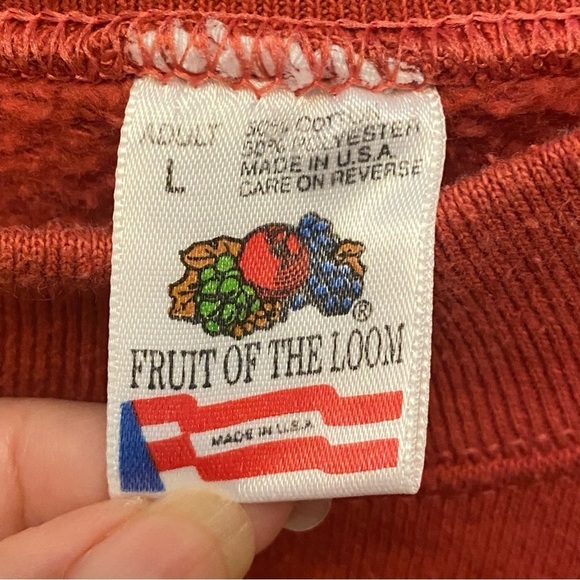 ADULT
L
50% COTTON
50% POLYESTER
MADE IN U.S.A
CARE ON REVERSE
®
FRUIT OF THE LOOM
MADE IN U.S.A